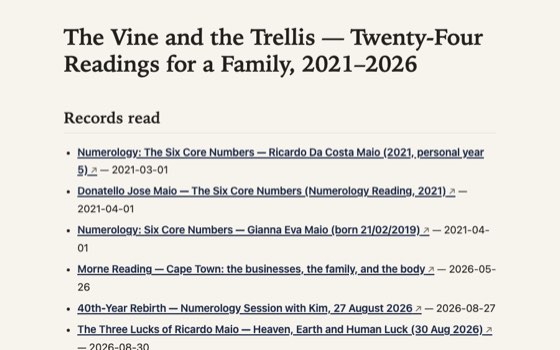 The Vine and the Trellis — Twenty-Four
Readings for a Family, 2021–2026
Records read
• Numerology: The Six Core Numbers — Ricardo Da Costa Maio (2021, personal year
5) ↗ — 2021-03-01
• Donatello Jose Maio — The Six Core Numbers (Numerology Reading, 2021) ↗ —
2021-04-01
• Numerology: Six Core Numbers — Gianna Eva Maio (born 21/02/2019) ↗ — 2021-04-
01
• Morne Reading — Cape Town: the businesses, the family, and the body ↗ — 2026-05-
26
• 40th-Year Rebirth — Numerology Session with Kim, 27 August 2026 ↗ — 2026-08-27
• The Three Lucks of Ricardo Maio — Heaven, Earth and Human Luck (30 Aug 2026) ↗
— 2026-08-30